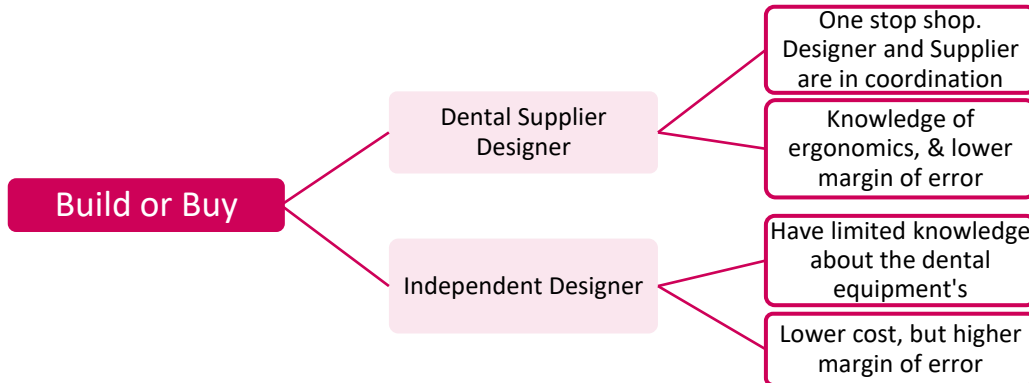 Build or Buy
Dental Supplier
Designer
One stop shop.
Designer and Supplier
are in coordination
Knowledge of
ergonomics, & lower
margin of error
Independent Designer
Have limited knowledge
about the dental
equipment's
Lower cost, but higher
margin of error